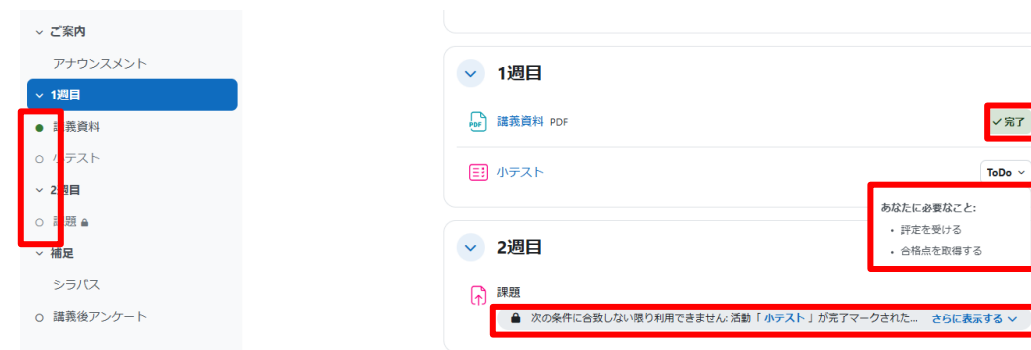 ご案内
アナウンスメント
1週目
講義資料
小テスト
2週目
課題
補足
シラバス
講義後アンケート
1週目
PDF 講義資料 PDF
完了
小テスト
ToDo
あなたに必要なこと:
• 評定を受ける
• 合格点を取得する
2週目
課題
次の条件に合致しない限り利用できません: 活動「 小テスト 」が完了マークされた... さらに表示する